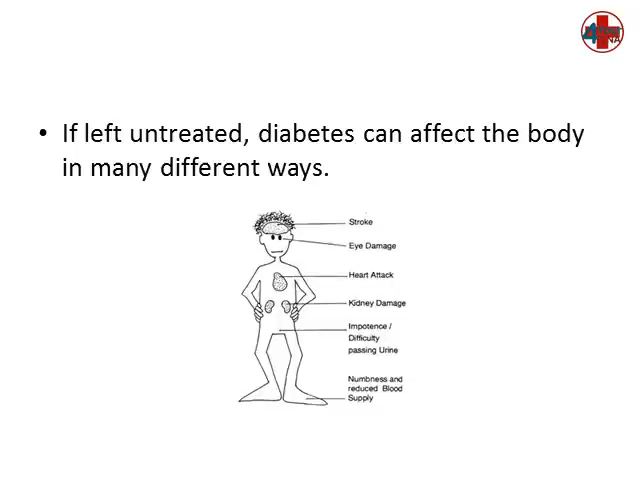 • If left untreated, diabetes can affect the body
in many different ways.
Stroke
Eye Damage
Heart Attack
Kidney Damage
Impotence /
Difficulty
passing Urine
Numbness and
reduced Blood
Supply